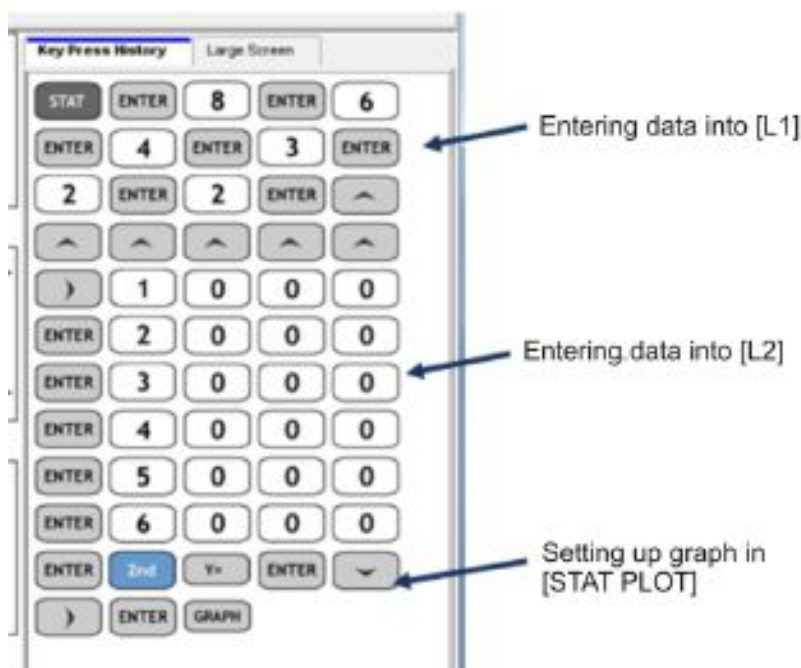 Key Press History Large Screen
STAT ENTER 8 ENTER 6
ENTER 4 ENTER 3 ENTER
Entering data into [L1]
2 ENTER 2 ENTER
1 0 0 0
ENTER 2 0 0 0
Entering data into [L2]
ENTER 3 0 0 0
ENTER 4 0 0 0
ENTER 5 0 0 0
ENTER 6 0 0 0
ENTER 2nd Y= ENTER
Setting up graph in
[STAT PLOT]
ENTER GRAPH